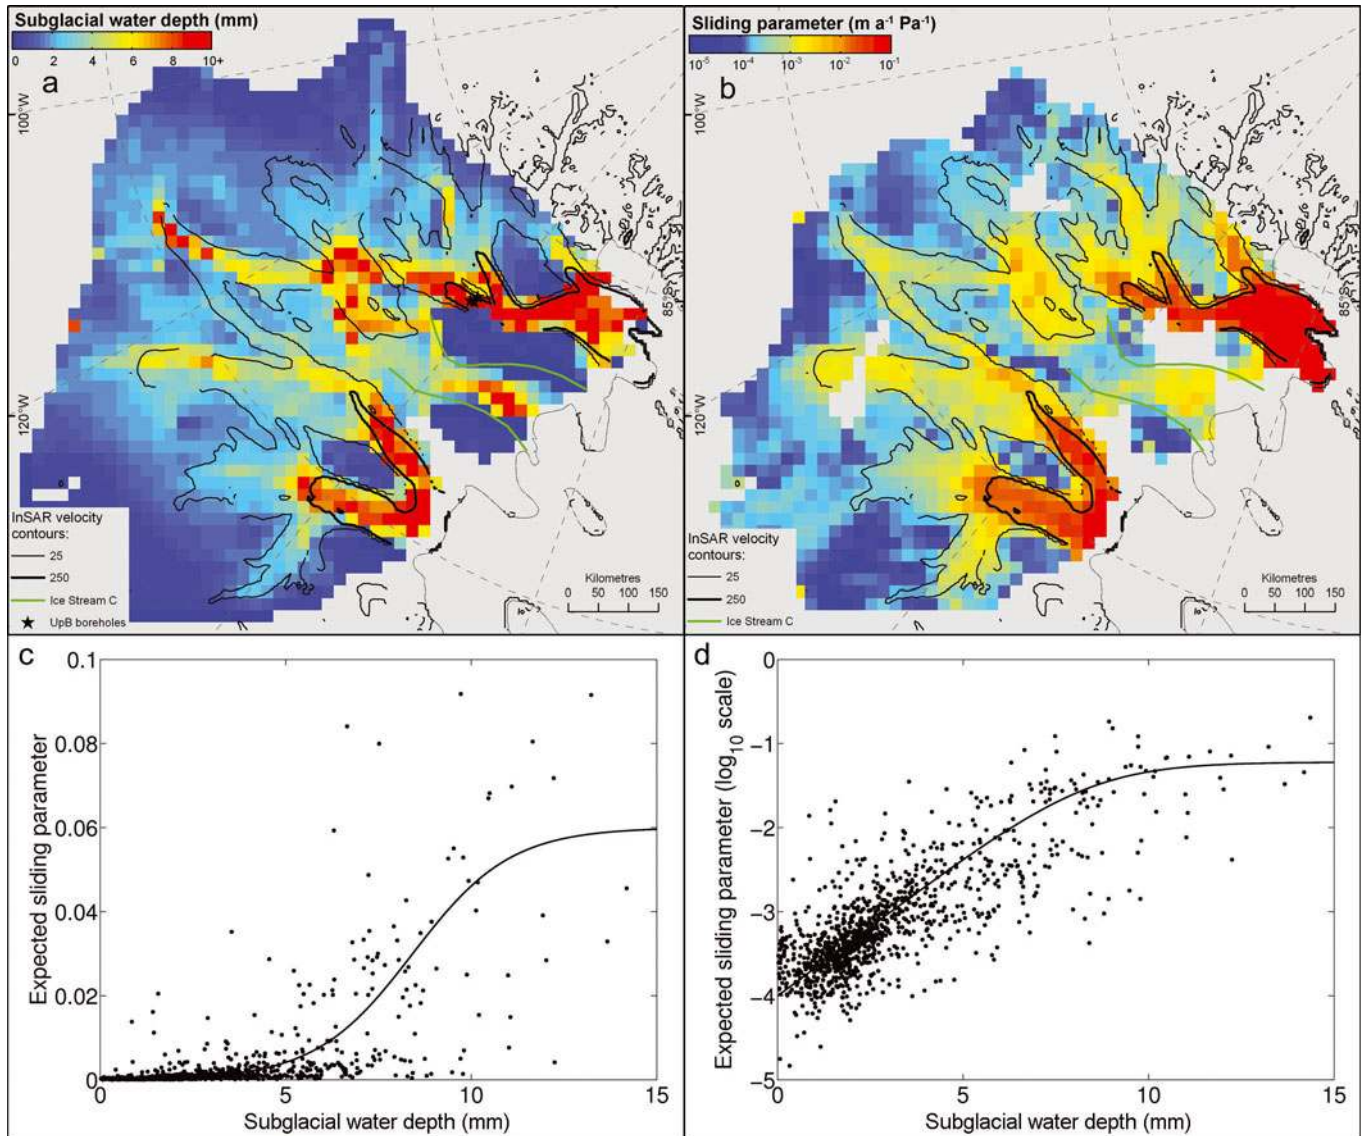 Subglacial water depth (mm)
0 2 4 6 8 10+
a
100°W
120°W
85°S
InSAR velocity
contours:
25
250
Ice Stream C
UpB boreholes
Kilometres
0 50 100 150
Sliding parameter (m a-1 Pa-1)
10-5 10-4 10-3 10-2 10-1
b
100°W
120°W
85°S
InSAR velocity
contours:
25
250
Ice Stream C
Kilometres
0 50 100 150
c
0.1
0.08
0.06
0.04
0.02
0
Expected sliding parameter
5 10 15
Subglacial water depth (mm)
d
0
−1
−2
−3
−4
−5
Expected sliding parameter (log10 scale)
0 5 10 15
Subglacial water depth (mm)